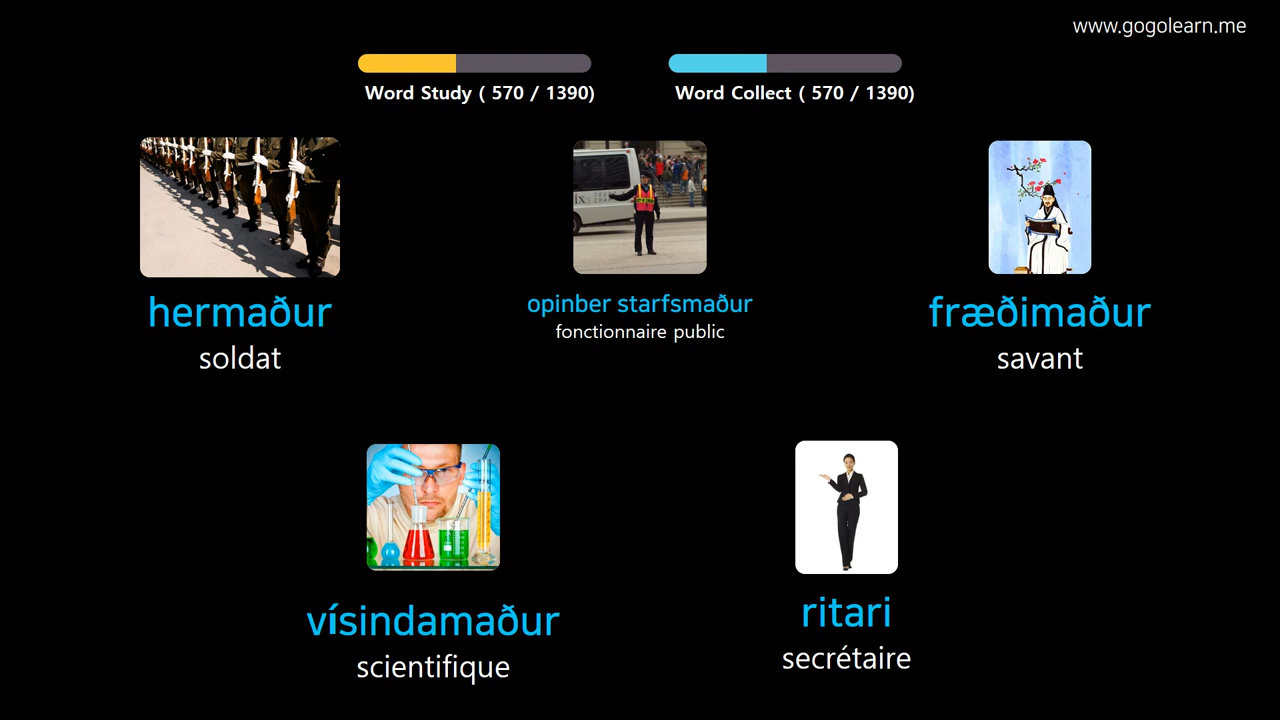 www.gogolearn.me
Word Study ( 570 / 1390)
Word Collect ( 570 / 1390)
hermaður
soldat
opinber starfsmaður
fonctionnaire public
fræðimaður
savant
vísindamaður
scientifique
ritari
secrétaire